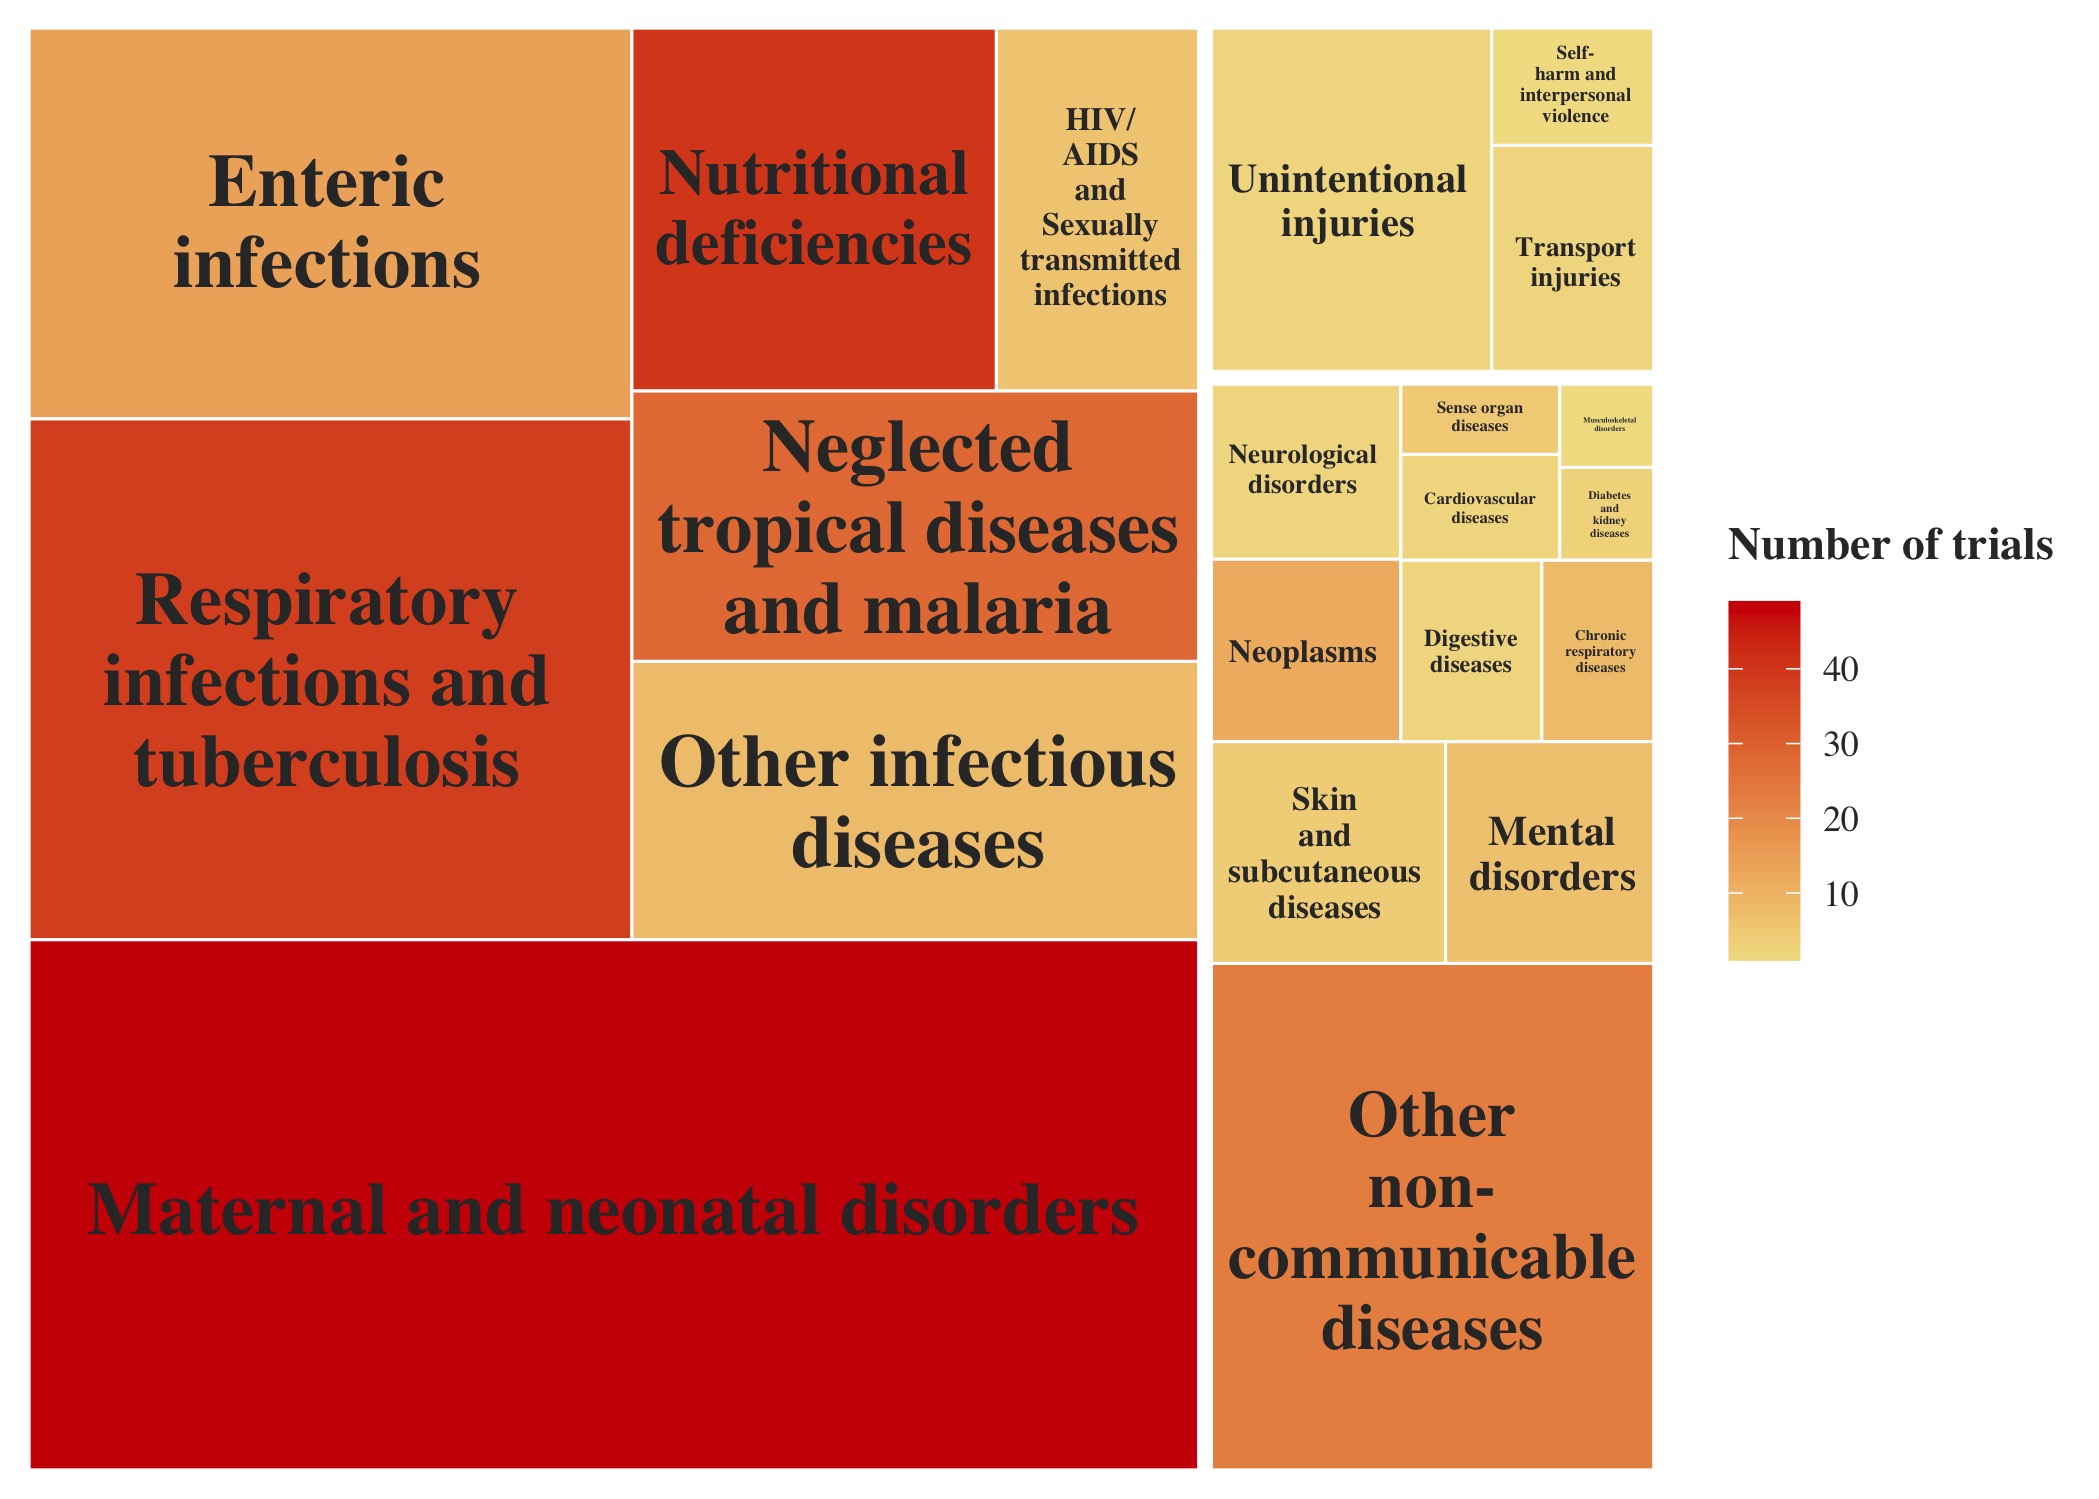 Enteric
infections
Nutritional
deficiencies
HIV/
AIDS
and
Sexually
transmitted
infections
Respiratory
infections and
tuberculosis
Neglected
tropical diseases
and malaria
Other infectious
diseases
Maternal and neonatal disorders
Unintentional
injuries
Self-
harm and
interpersonal
violence
Transport
injuries
Neurological
disorders
Sense organ
diseases
Musculoskeletal
disorders
Cardiovascular
diseases
Diabetes
and
kidney
diseases
Neoplasms
Digestive
diseases
Chronic
respiratory
diseases
Skin
and
subcutaneous
diseases
Mental
disorders
Other
non-
communicable
diseases
Number of trials
40
30
20
10